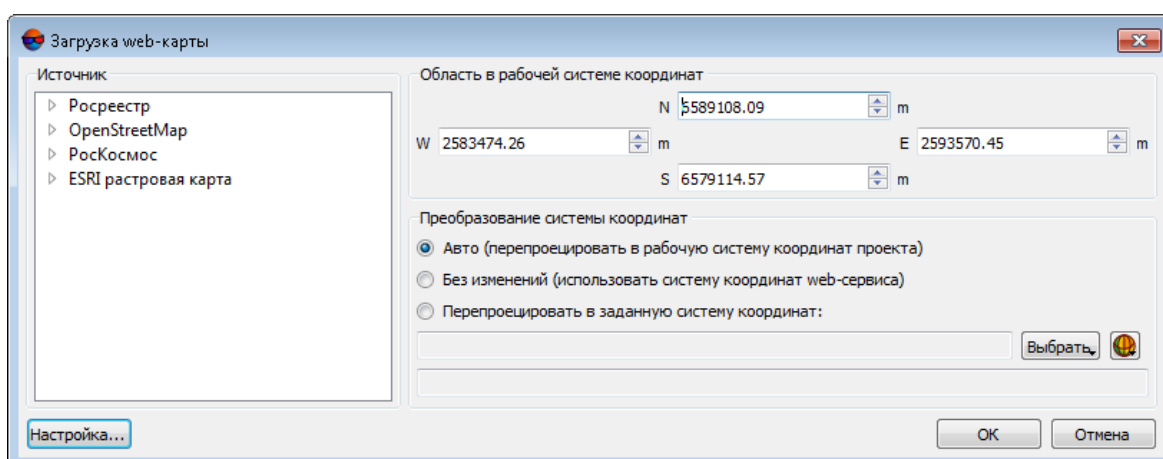 Загрузка web-карты
Источник
Росреестр
OpenStreetMap
РосКосмос
ESRI растровая карта
Настройка...
Область в рабочей системе координат
N 5589108.09 m
W 2583474.26 m
E 2593570.45 m
S 6579114.57 m
Преобразование системы координат
Авто (перепроецировать в рабочую систему координат проекта)
Без изменений (использовать систему координат web-сервиса)
Перепроецировать в заданную систему координат:
Выбрать
OK
Отмена